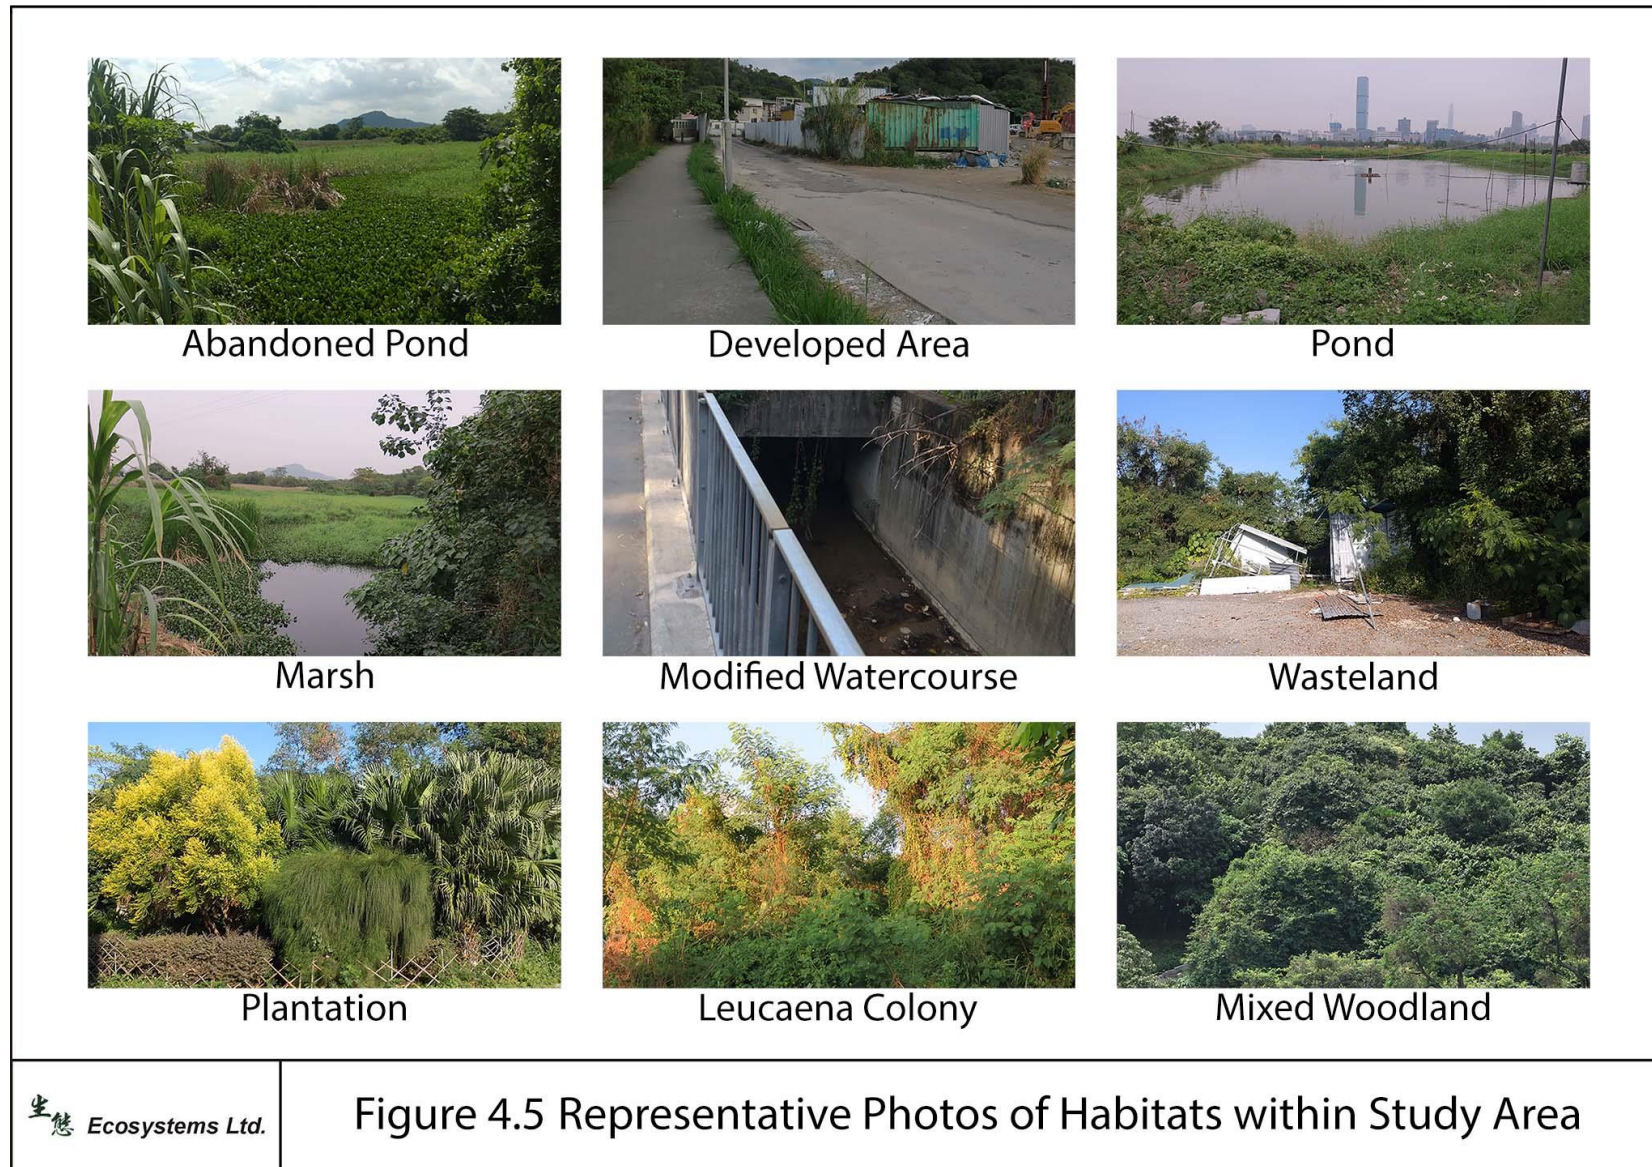 Abandoned Pond
Developed Area
Pond
Marsh
Modified Watercourse
Wasteland
Plantation
Leucaena Colony
Mixed Woodland
生態 Ecosystems Ltd.
Figure 4.5 Representative Photos of Habitats within Study Area